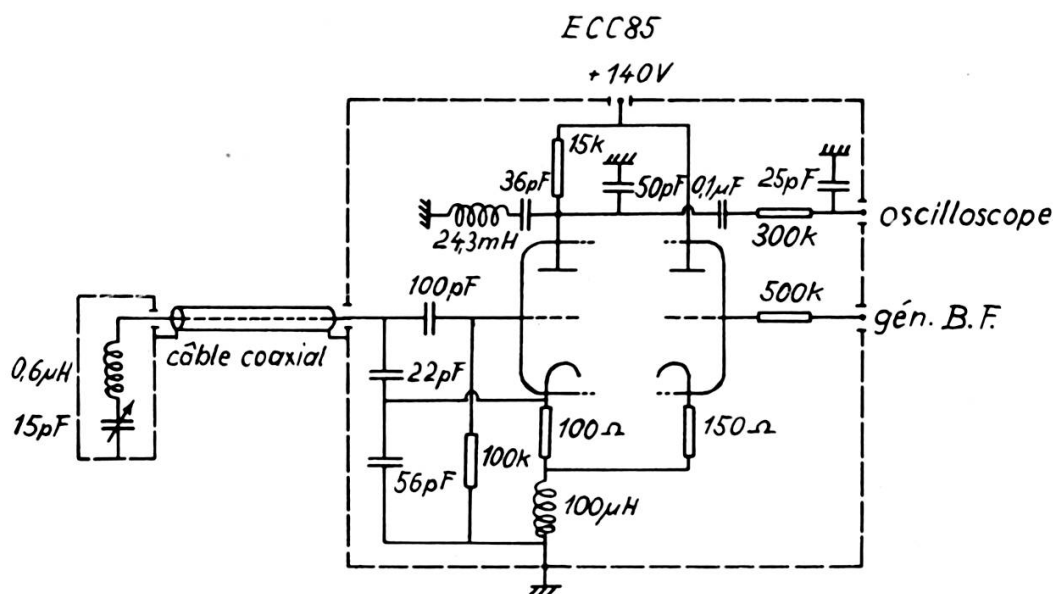 ECC85
+140V
15k
36pF
50pF
0,1µF
25pF
24,3mH
300k
oscilloscope
100pF
500k
gén. B.F.
câble coaxial
0,6µH
15pF
22pF
56pF
100k
100Ω
150Ω
100µH